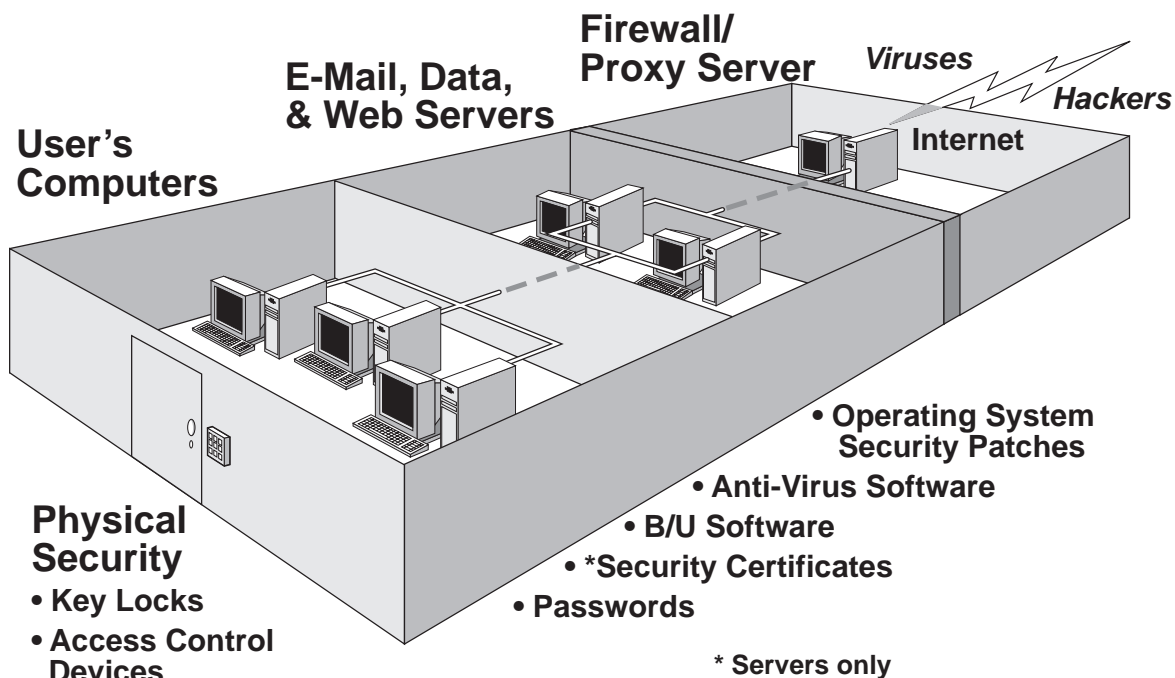 Firewall/
Proxy Server
Viruses
Hackers
Internet
E-Mail, Data,
& Web Servers
User's
Computers
• Operating System
Security Patches
• Anti-Virus Software
• B/U Software
• *Security Certificates
• Passwords
Physical
Security
• Key Locks
• Access Control
Devices
* Servers only